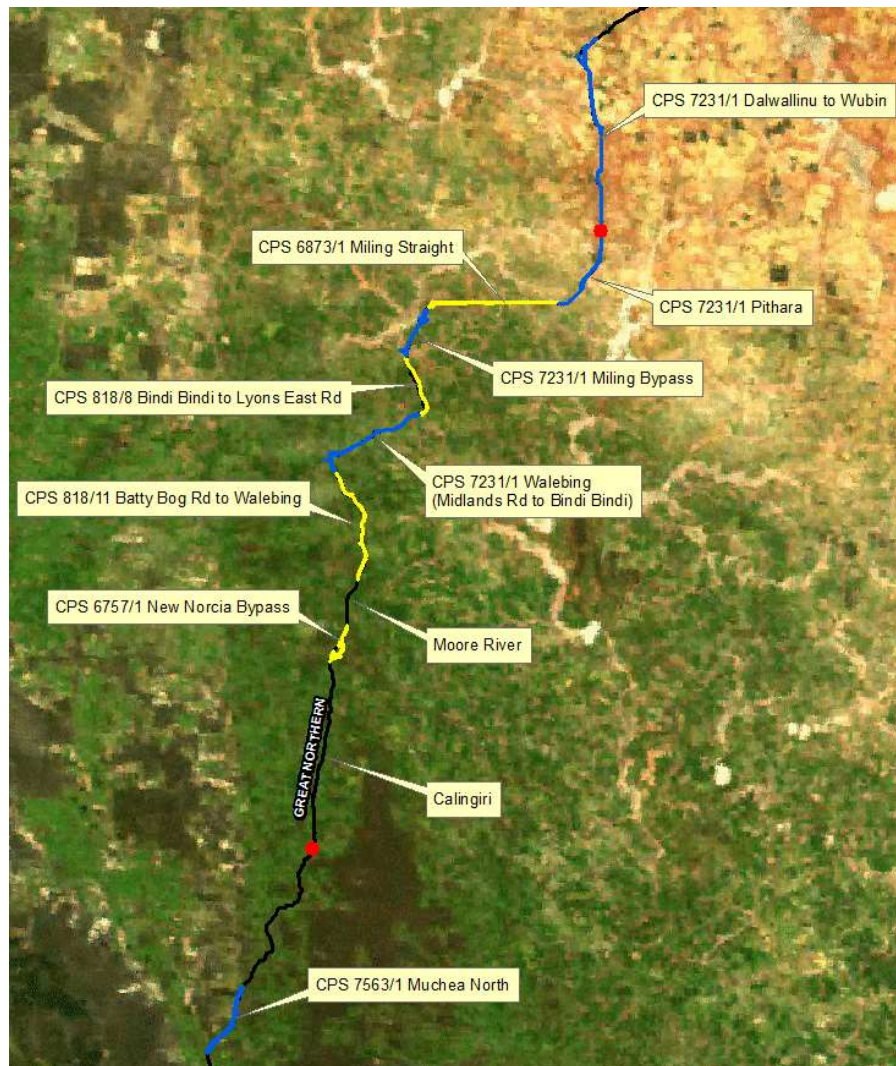 CPS 7231/1 Dalwallinu to Wubin
CPS 6873/1 Miling Straight
CPS 7231/1 Pithara
CPS 7231/1 Miling Bypass
CPS 818/8 Bindi Bindi to Lyons East Rd
CPS 7231/1 Walebing
(Midlands Rd to Bindi Bindi)
CPS 818/11 Batty Bog Rd to Walebing
CPS 6757/1 New Norcia Bypass
Moore River
GREAT NORTHERN
Calingiri
CPS 7563/1 Muchea North